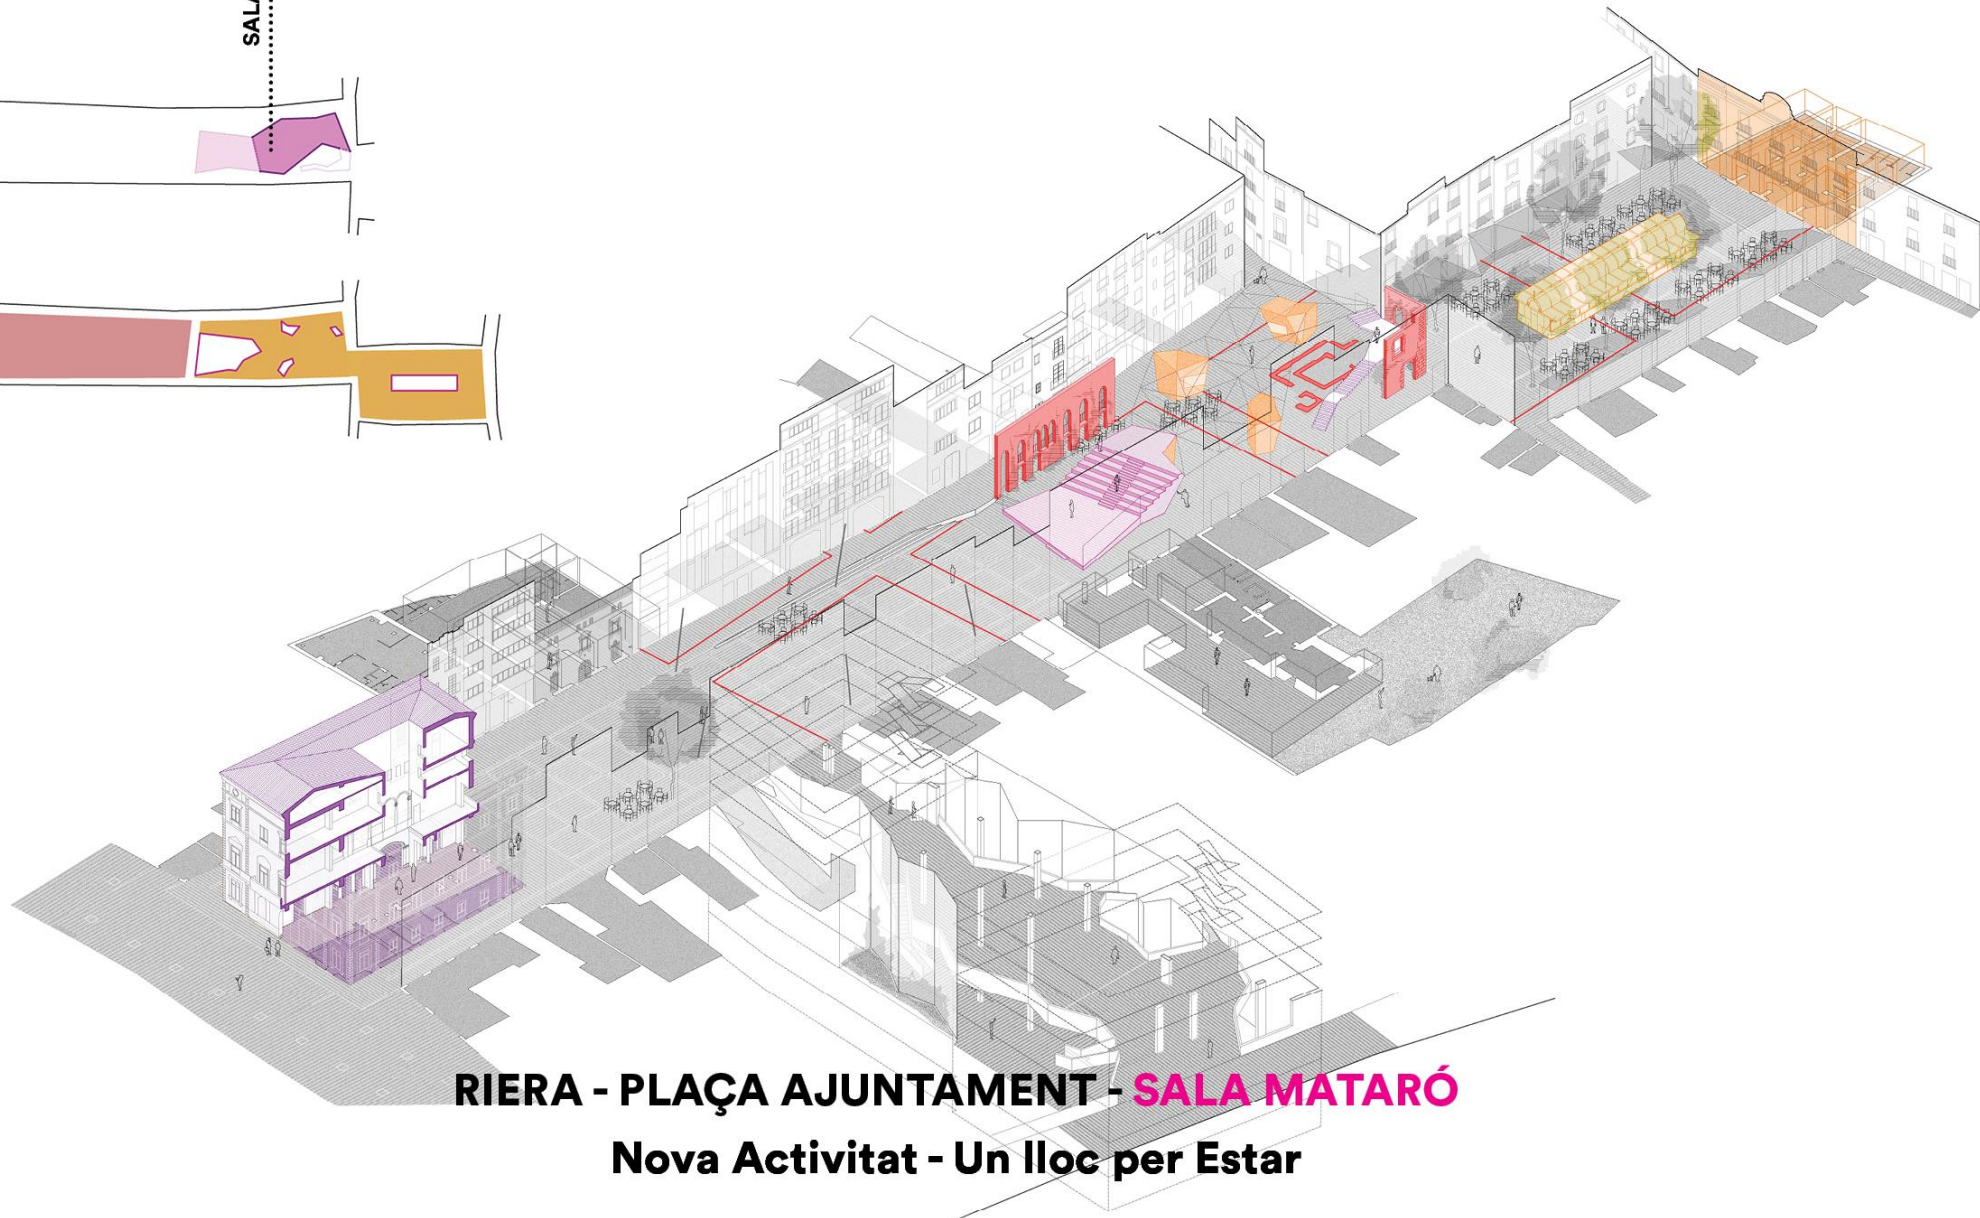 SALA
RIERA - PLAÇA AJUNTAMENT - SALA MATARÓ
Nova Activitat - Un lloc per Estar